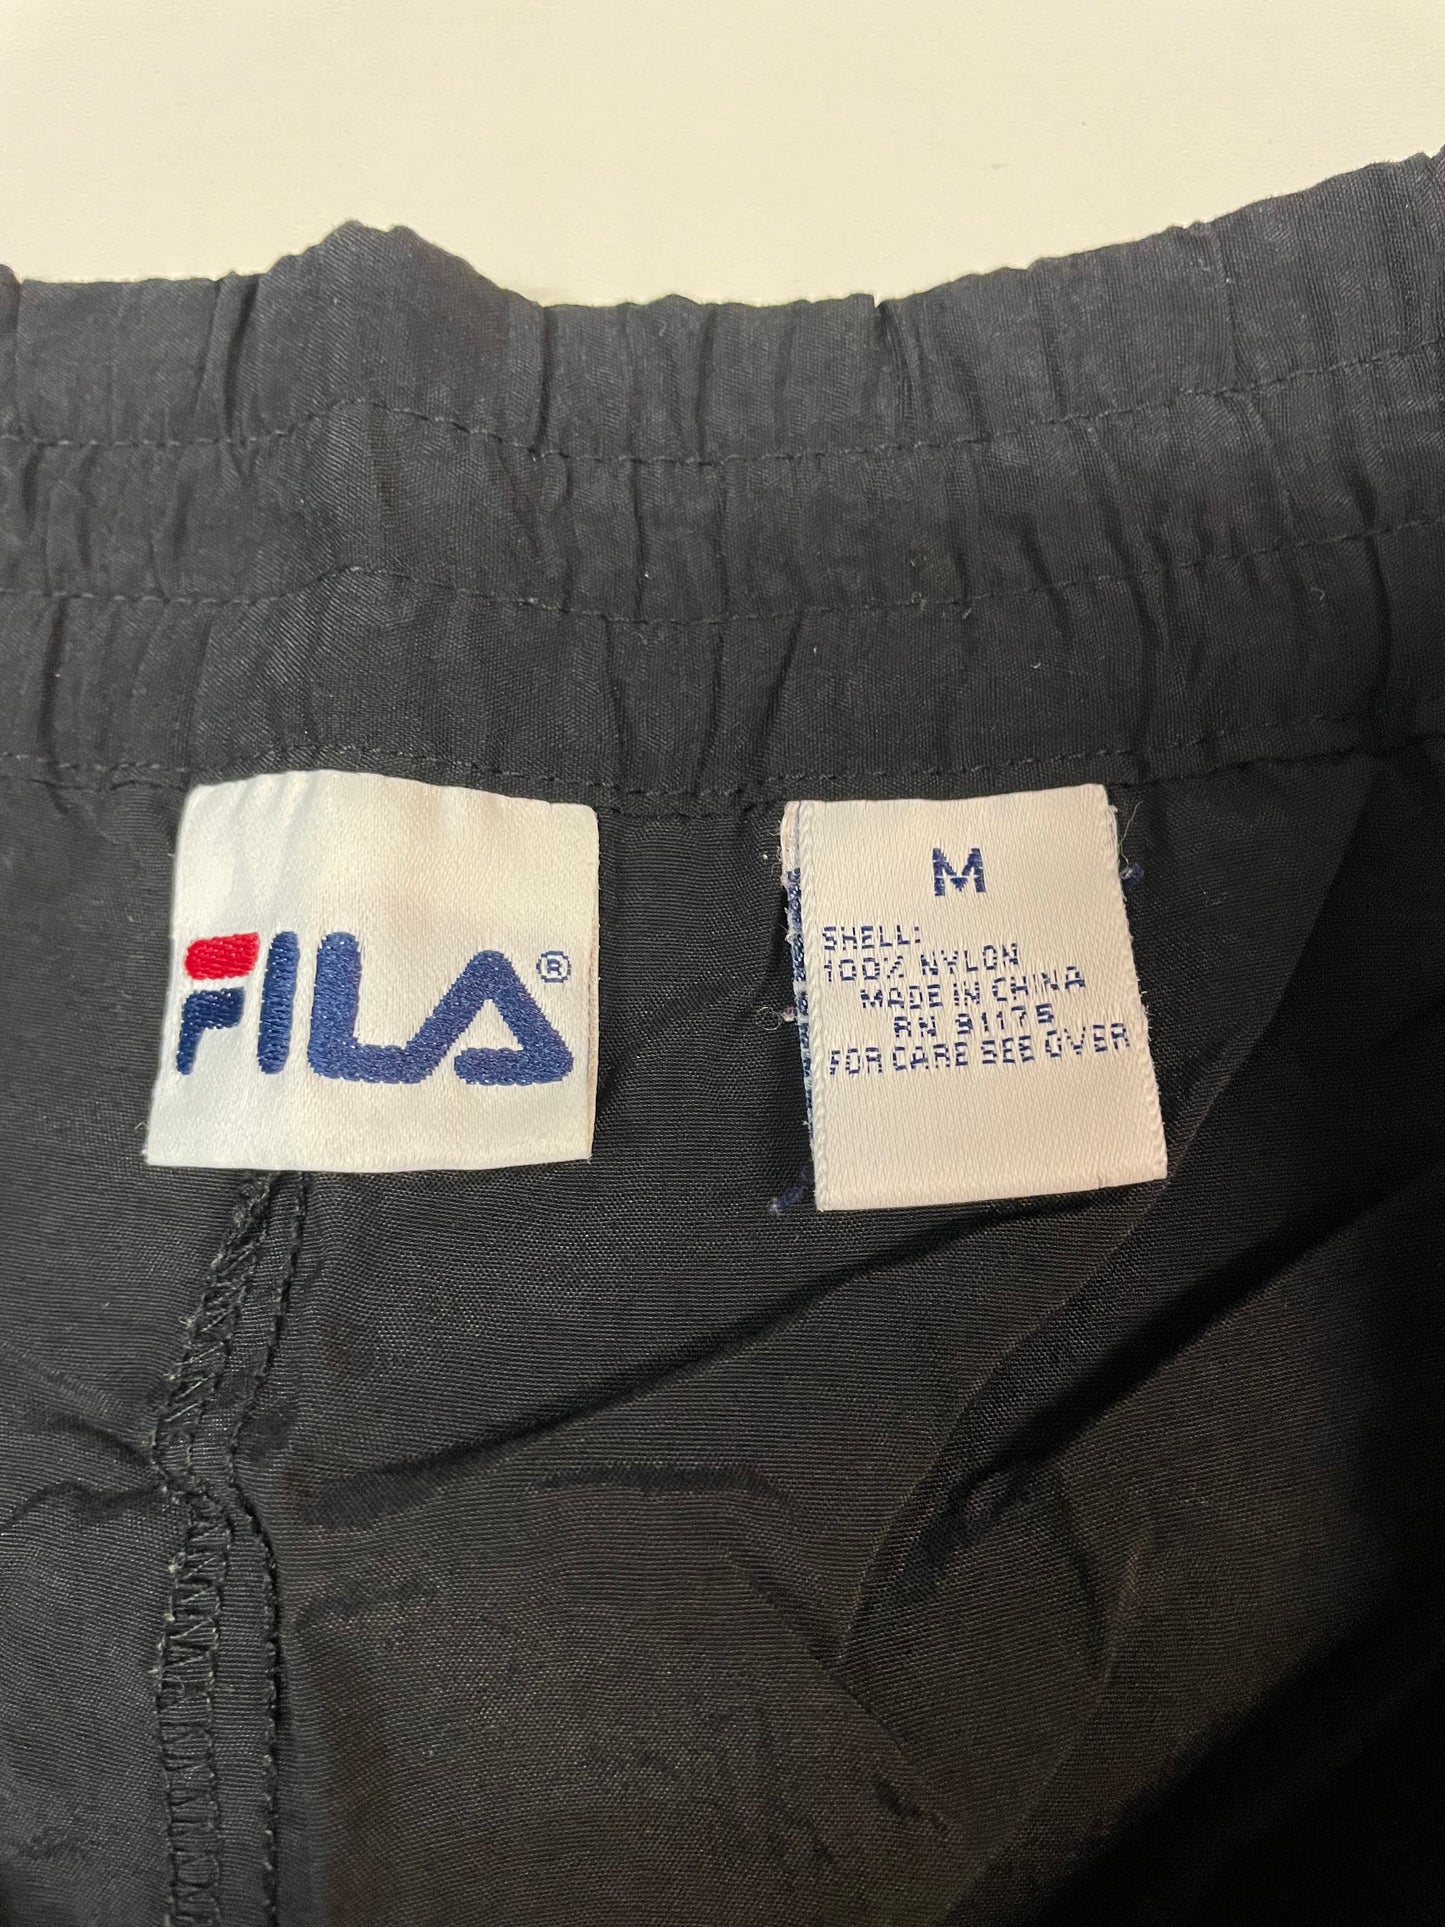 FILA®
M
SHELL:
100% NYLON
MADE IN CHINA
RN 91175
FOR CARE SEE OVER